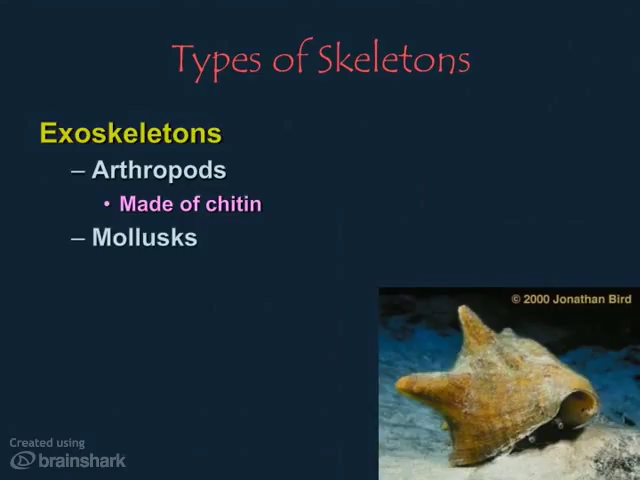 Types of Skeletons
Exoskeletons
– Arthropods
• Made of chitin
– Mollusks
© 2000 Jonathan Bird
Created using
brainshark